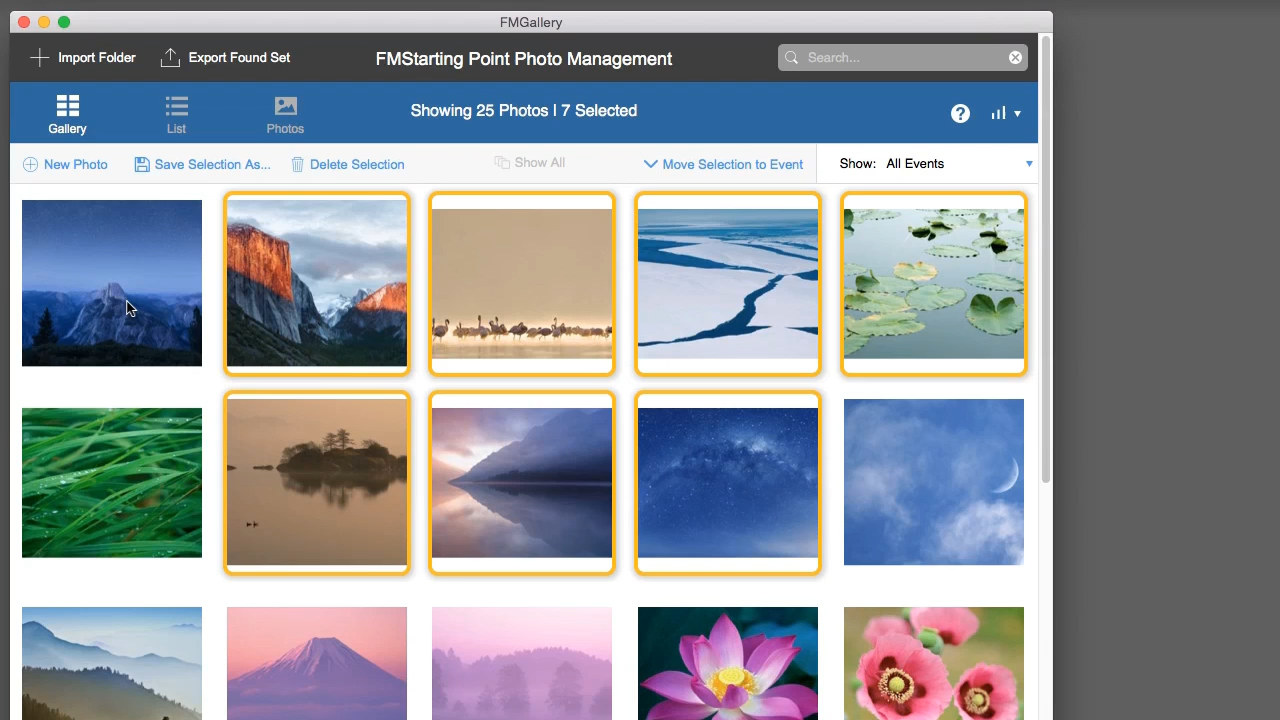 FMGallery
Import Folder Export Found Set FMStarting Point Photo Management Search...
Gallery List Photos Showing 25 Photos | 7 Selected ?
New Photo Save Selection As... Delete Selection Show All Move Selection to Event Show: All Events